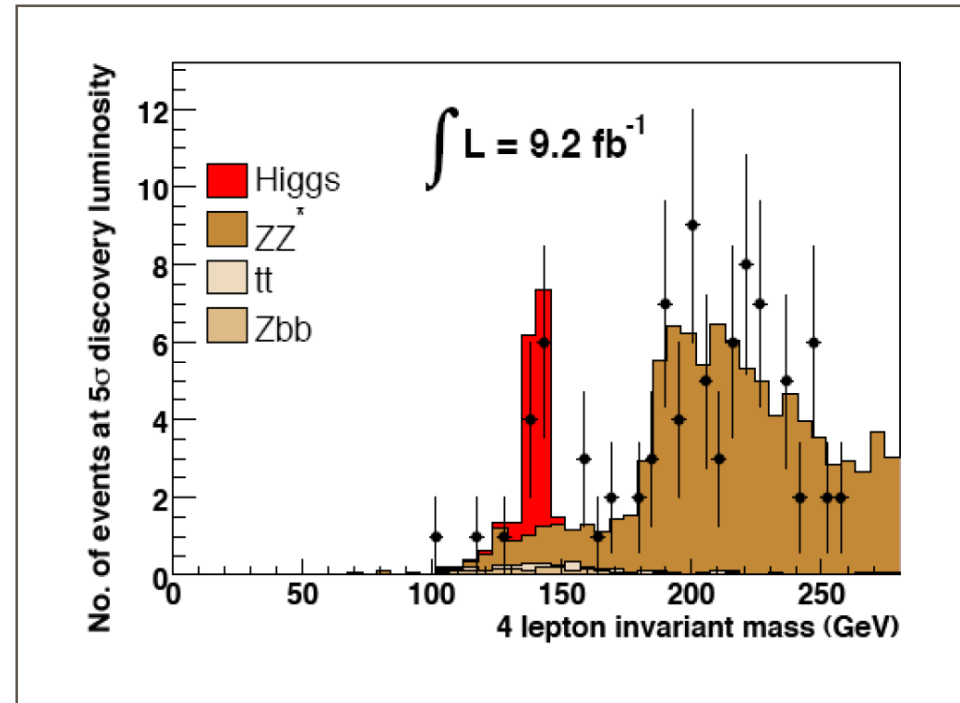 No. of events at 5σ discovery luminosity
12
10
8
6
4
2
0
∫ L = 9.2 fb-1
Higgs
ZZ*
tt
Zbb
0 50 100 150 200 250
4 lepton invariant mass (GeV)